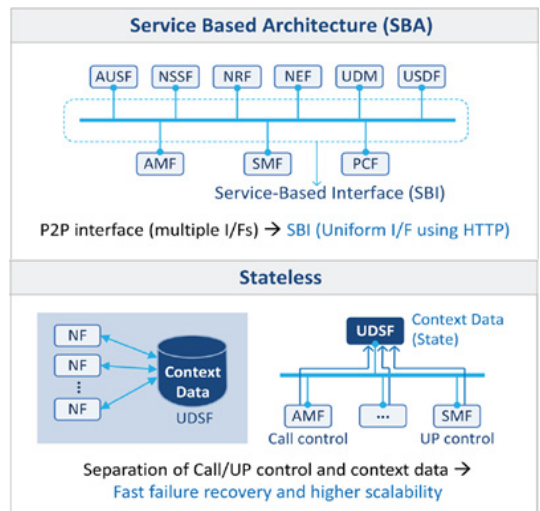 Service Based Architecture (SBA)
AUSF NSSF NRF NEF UDM USDF
AMF SMF PCF
Service-Based Interface (SBI)
P2P interface (multiple I/Fs) → SBI (Uniform I/F using HTTP)
Stateless
NF
NF
⋮
NF
Context
Data
UDSF
UDSF
Context Data
(State)
AMF ... SMF
Call control UP control
Separation of Call/UP control and context data →
Fast failure recovery and higher scalability